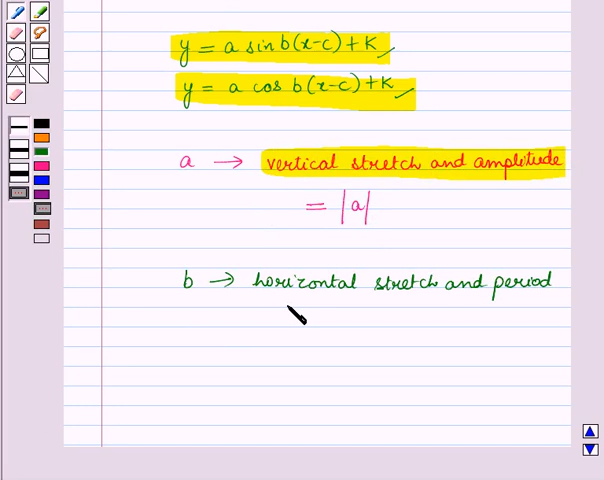 y = a sin b(x-c)+K
y = a cos b(x-c)+K
a → vertical stretch and amplitude
= |a|
b → horizontal stretch and period